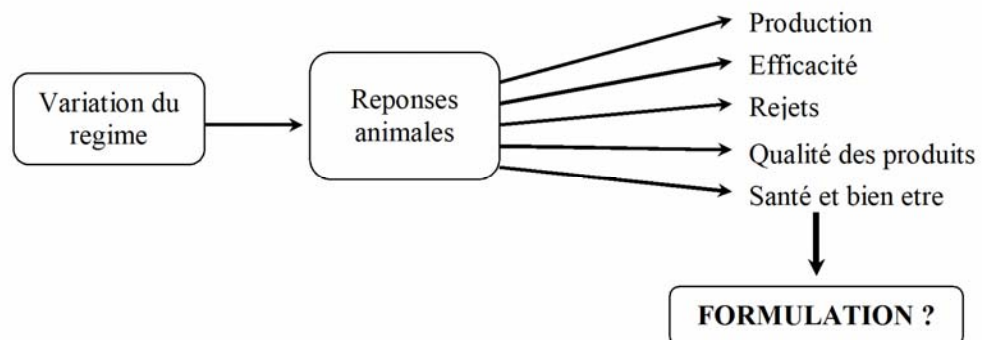 Variation du
regime
Reponses
animales
Production
Efficacité
Rejets
Qualité des produits
Santé et bien etre
FORMULATION ?